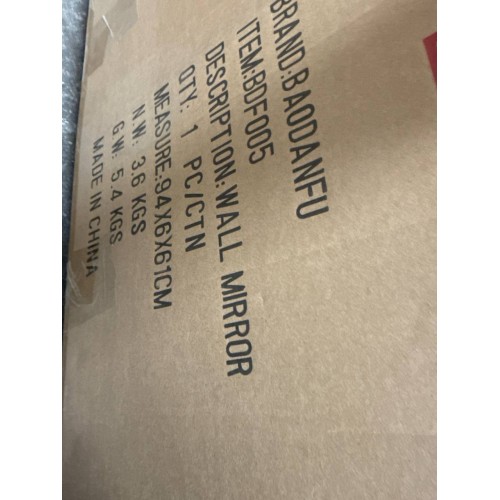 BRAND:BAODANFU
ITEM:BDF005
DESCRIPTION:WALL MIRROR
QTY: 1 PC/CTN
MEASURE:94X6X61CM
N.W: 3.6 KGS
G W: 5.4 KGS
MADE IN CHINA